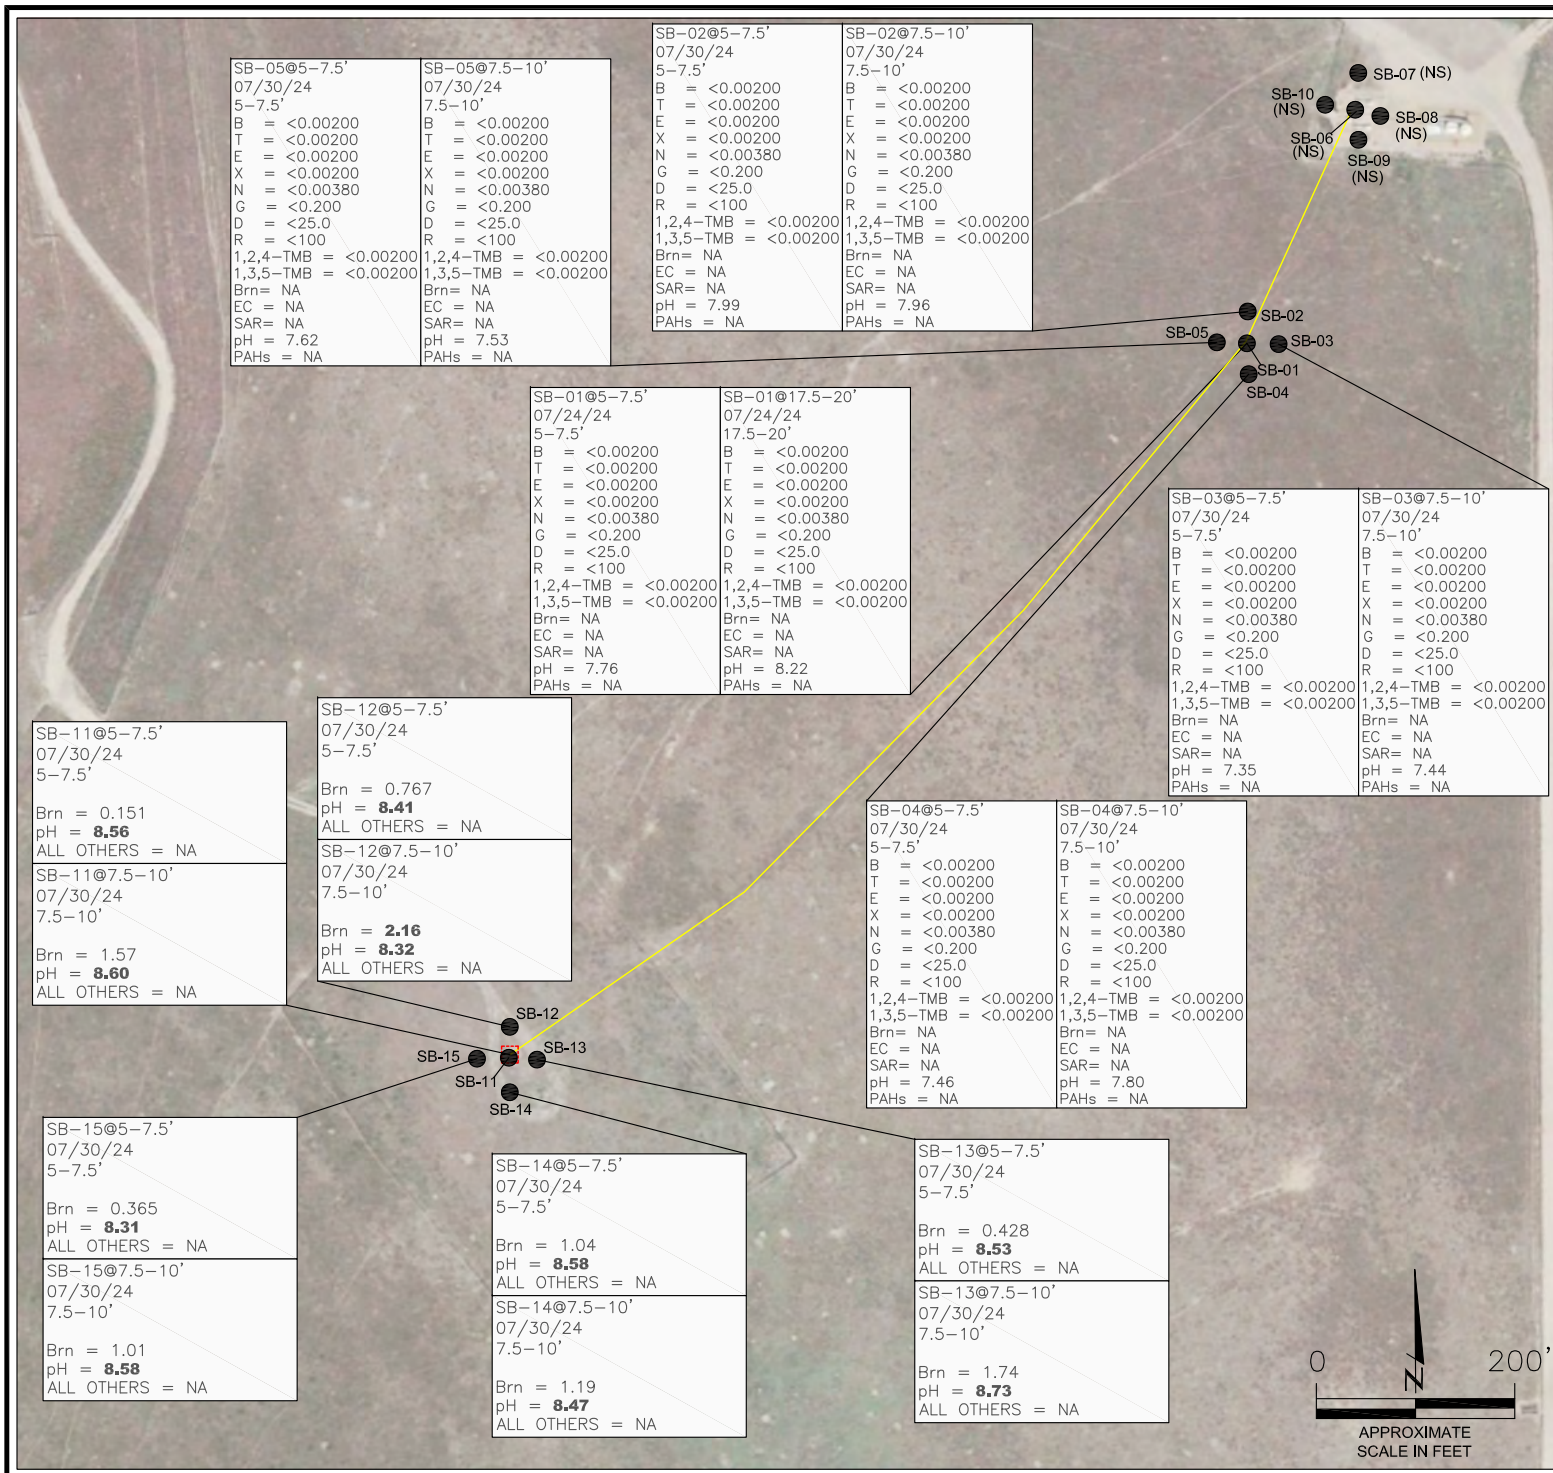 SB-05@5-7.5'
07/30/24
5-7.5'
B = <0.00200
T = <0.00200
E = <0.00200
X = <0.00200
N = <0.00380
G = <0.200
D = <25.0
R = <100
1,2,4-TMB = <0.00200
1,3,5-TMB = <0.00200
Brn= NA
EC = NA
SAR= NA
pH = 7.62
PAHs = NA
SB-05@7.5-10'
07/30/24
7.5-10'
B = <0.00200
T = <0.00200
E = <0.00200
X = <0.00200
N = <0.00380
G = <0.200
D = <25.0
R = <100
1,2,4-TMB = <0.00200
1,3,5-TMB = <0.00200
Brn= NA
EC = NA
SAR= NA
pH = 7.53
PAHs = NA
SB-02@5-7.5'
07/30/24
5-7.5'
B = <0.00200
T = <0.00200
E = <0.00200
X = <0.00200
N = <0.00380
G = <0.200
D = <25.0
R = <100
1,2,4-TMB = <0.00200
1,3,5-TMB = <0.00200
Brn= NA
EC = NA
SAR= NA
pH = 7.99
PAHs = NA
SB-02@7.5-10'
07/30/24
7.5-10'
B = <0.00200
T = <0.00200
E = <0.00200
X = <0.00200
N = <0.00380
G = <0.200
D = <25.0
R = <100
1,2,4-TMB = <0.00200
1,3,5-TMB = <0.00200
Brn= NA
EC = NA
SAR= NA
pH = 7.96
PAHs = NA
SB-07 (NS)
SB-10
(NS)
SB-08
(NS)
SB-06
(NS)
SB-09
(NS)
SB-02
SB-05
SB-03
SB-01
SB-04
SB-01@5-7.5'
07/24/24
5-7.5'
B = <0.00200
T = <0.00200
E = <0.00200
X = <0.00200
N = <0.00380
G = <0.200
D = <25.0
R = <100
1,2,4-TMB = <0.00200
1,3,5-TMB = <0.00200
Brn= NA
EC = NA
SAR= NA
pH = 7.76
PAHs = NA
SB-01@17.5-20'
07/24/24
17.5-20'
B = <0.00200
T = <0.00200
E = <0.00200
X = <0.00200
N = <0.00380
G = <0.200
D = <25.0
R = <100
1,2,4-TMB = <0.00200
1,3,5-TMB = <0.00200
Brn= NA
EC = NA
SAR= NA
pH = 8.22
PAHs = NA
SB-03@5-7.5'
07/30/24
5-7.5'
B = <0.00200
T = <0.00200
E = <0.00200
X = <0.00200
N = <0.00380
G = <0.200
D = <25.0
R = <100
1,2,4-TMB = <0.00200
1,3,5-TMB = <0.00200
Brn= NA
EC = NA
SAR= NA
pH = 7.35
PAHs = NA
SB-03@7.5-10'
07/30/24
7.5-10'
B = <0.00200
T = <0.00200
E = <0.00200
X = <0.00200
N = <0.00380
G = <0.200
D = <25.0
R = <100
1,2,4-TMB = <0.00200
1,3,5-TMB = <0.00200
Brn= NA
EC = NA
SAR= NA
pH = 7.44
PAHs = NA
SB-11@5-7.5'
07/30/24
5-7.5'
Brn = 0.151
pH = 8.56
ALL OTHERS = NA
SB-11@7.5-10'
07/30/24
7.5-10'
Brn = 1.57
pH = 8.60
ALL OTHERS = NA
SB-12@5-7.5'
07/30/24
5-7.5'
Brn = 0.767
pH = 8.41
ALL OTHERS = NA
SB-12@7.5-10'
07/30/24
7.5-10'
Brn = 2.16
pH = 8.32
ALL OTHERS = NA
SB-04@5-7.5'
07/30/24
5-7.5'
B = <0.00200
T = <0.00200
E = <0.00200
X = <0.00200
N = <0.00380
G = <0.200
D = <25.0
R = <100
1,2,4-TMB = <0.00200
1,3,5-TMB = <0.00200
Brn= NA
EC = NA
SAR= NA
pH = 7.46
PAHs = NA
SB-04@7.5-10'
07/30/24
7.5-10'
B = <0.00200
T = <0.00200
E = <0.00200
X = <0.00200
N = <0.00380
G = <0.200
D = <25.0
R = <100
1,2,4-TMB = <0.00200
1,3,5-TMB = <0.00200
Brn= NA
EC = NA
SAR= NA
pH = 7.80
PAHs = NA
SB-12
SB-15
SB-13
SB-11
SB-14
SB-15@5-7.5'
07/30/24
5-7.5'
Brn = 0.365
pH = 8.31
ALL OTHERS = NA
SB-15@7.5-10'
07/30/24
7.5-10'
Brn = 1.01
pH = 8.58
ALL OTHERS = NA
SB-14@5-7.5'
07/30/24
5-7.5'
Brn = 1.04
pH = 8.58
ALL OTHERS = NA
SB-14@7.5-10'
07/30/24
7.5-10'
Brn = 1.19
pH = 8.47
ALL OTHERS = NA
SB-13@5-7.5'
07/30/24
5-7.5'
Brn = 0.428
pH = 8.53
ALL OTHERS = NA
SB-13@7.5-10'
07/30/24
7.5-10'
Brn = 1.74
pH = 8.73
ALL OTHERS = NA
0 200'
N
APPROXIMATE
SCALE IN FEET